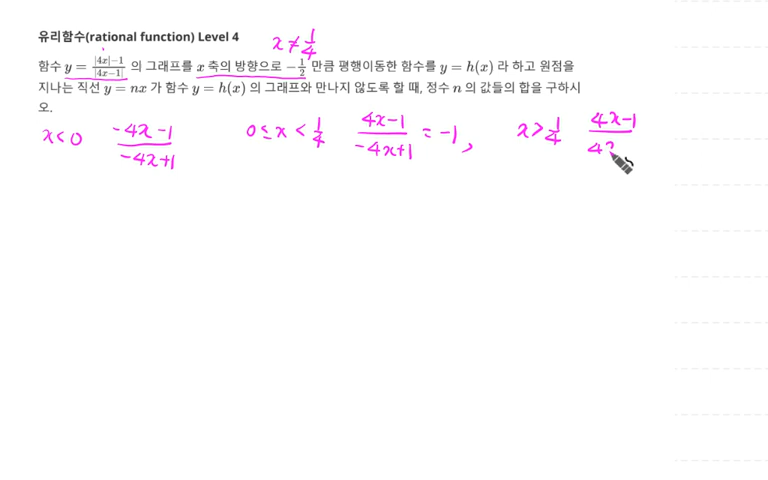 유리함수(rational function) Level 4
x ≠ 1/4
함수 y = (|4x|-1)/|4x-1| 의 그래프를 x 축의 방향으로 -1/2 만큼 평행이동한 함수를 y = h(x) 라 하고 원점을
지나는 직선 y = nx 가 함수 y = h(x) 의 그래프와 만나지 않도록 할 때, 정수 n 의 값들의 합을 구하시
오.
x<0 (-4x-1)/(-4x+1) 0≤x<1/4 (4x-1)/(-4x+1) = -1, x>1/4 (4x-1)/4